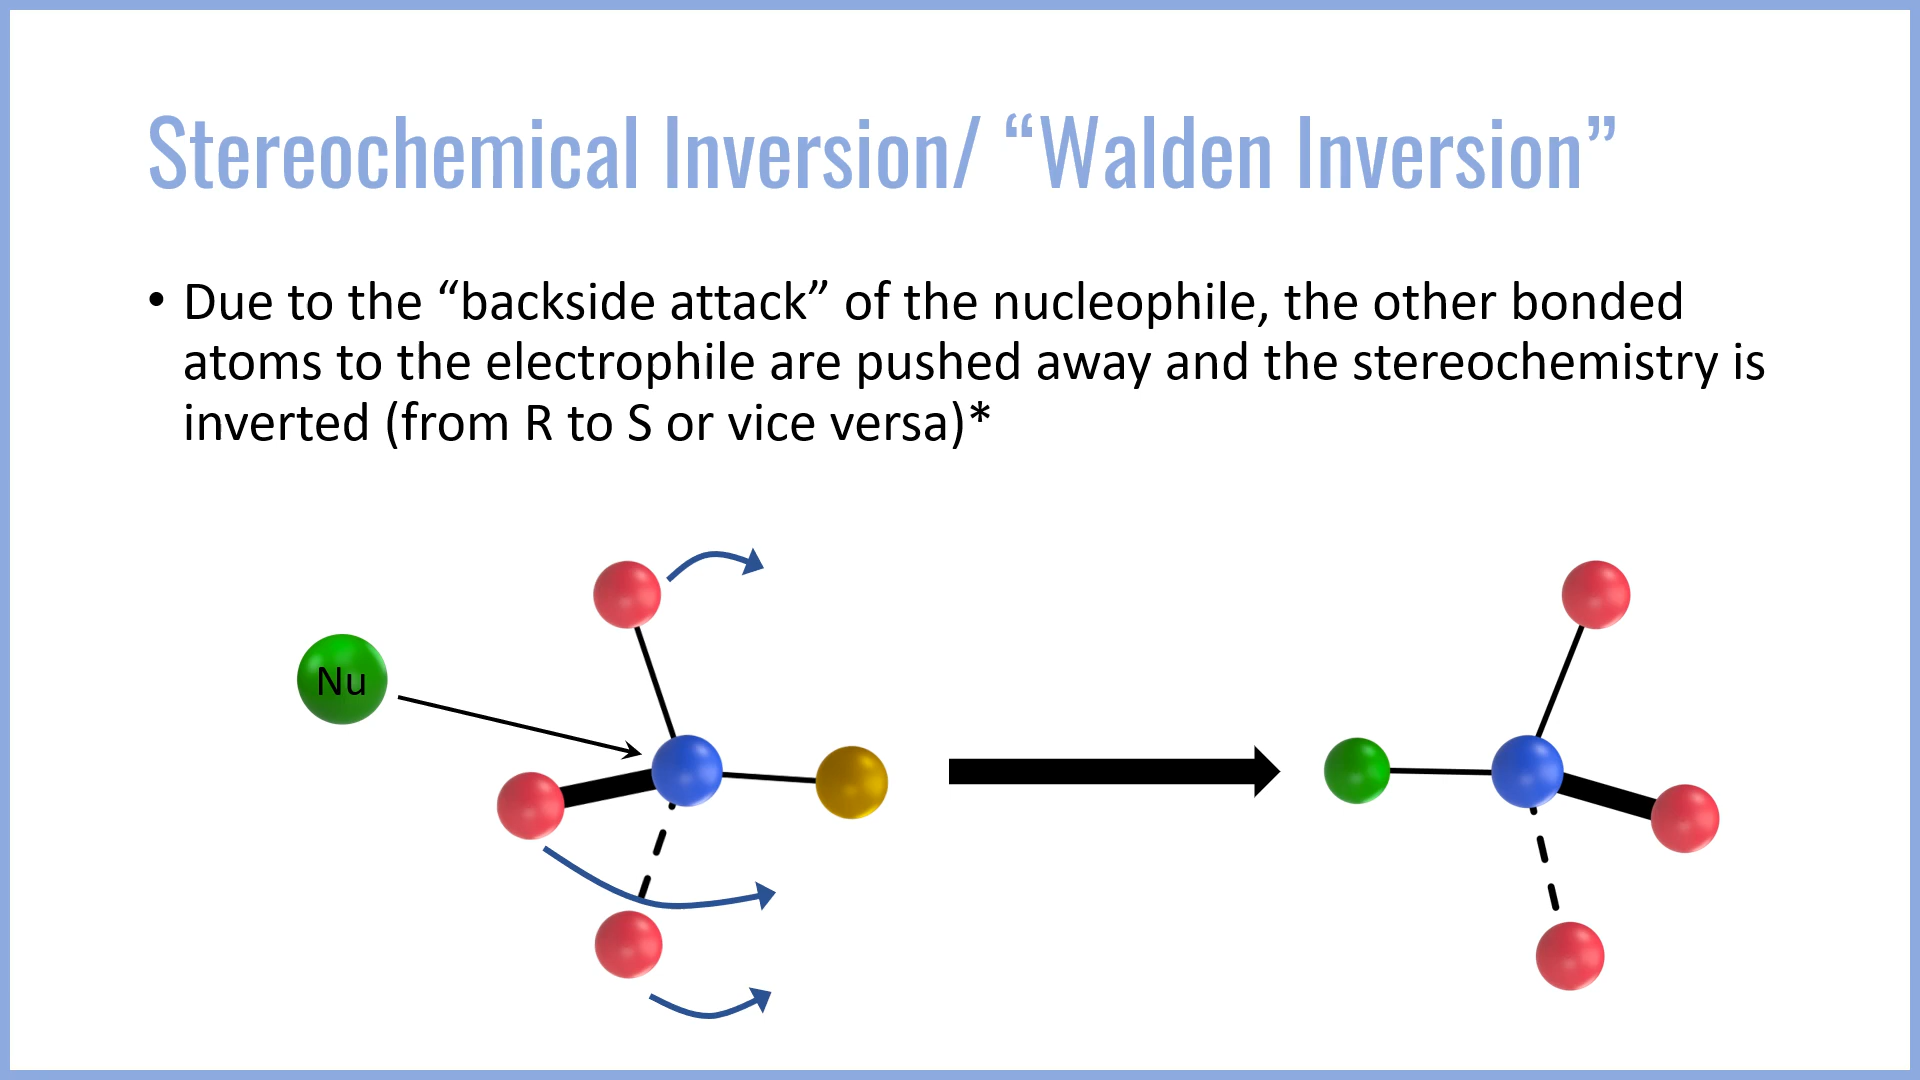 Stereochemical Inversion/ “Walden Inversion”
• Due to the “backside attack” of the nucleophile, the other bonded
atoms to the electrophile are pushed away and the stereochemistry is
inverted (from R to S or vice versa)*
Nu